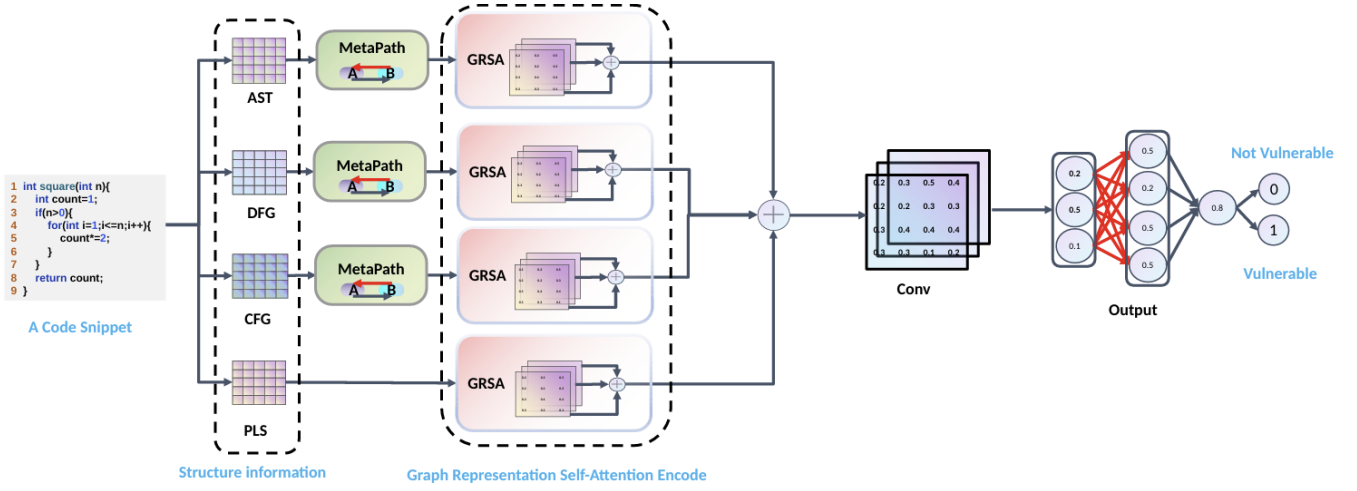 1 int square(int n){
2 int count=1;
3 if(n>0){
4 for(int i=1;i<=n;i++){
5 count*=2;
6 }
7 }
8 return count;
9 }
A Code Snippet
AST
DFG
CFG
PLS
Structure information
MetaPath
A B
MetaPath
A B
MetaPath
A B
GRSA
GRSA
GRSA
GRSA
Graph Representation Self-Attention Encode
0.2 0.3 0.5 0.4
0.2 0.2 0.3 0.3
0.3 0.4 0.4 0.4
0.3 0.3 0.1 0.2
Conv
0.2
0.5
0.1
0.5
0.2
0.5
0.5
Output
0.8
Not Vulnerable
0
1
Vulnerable